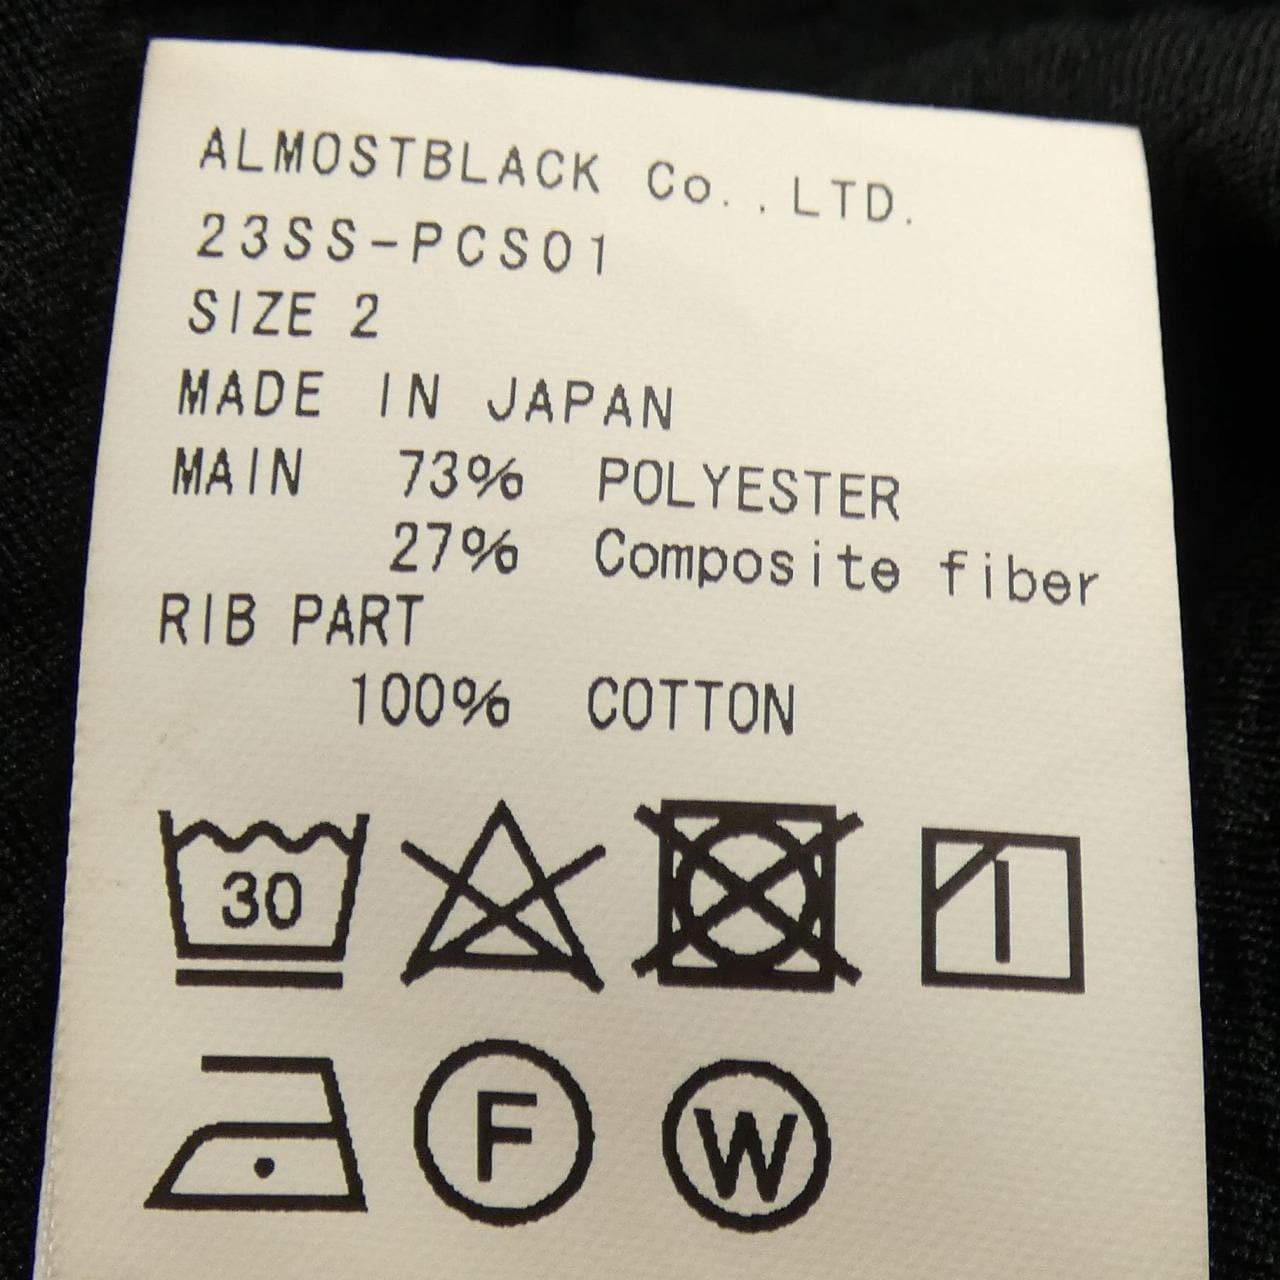 ALMOSTBLACK Co.,.LTD.
23SS-PCS01
SIZE 2
MADE IN JAPAN
MAIN 73% POLYESTER
27% Composite fiber
RIB PART
100% COTTON
30
F W